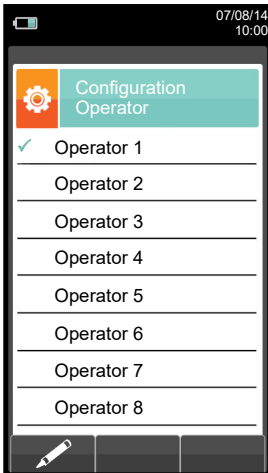 07/08/14
10:00
Configuration
Operator
Operator 1
Operator 2
Operator 3
Operator 4
Operator 5
Operator 6
Operator 7
Operator 8